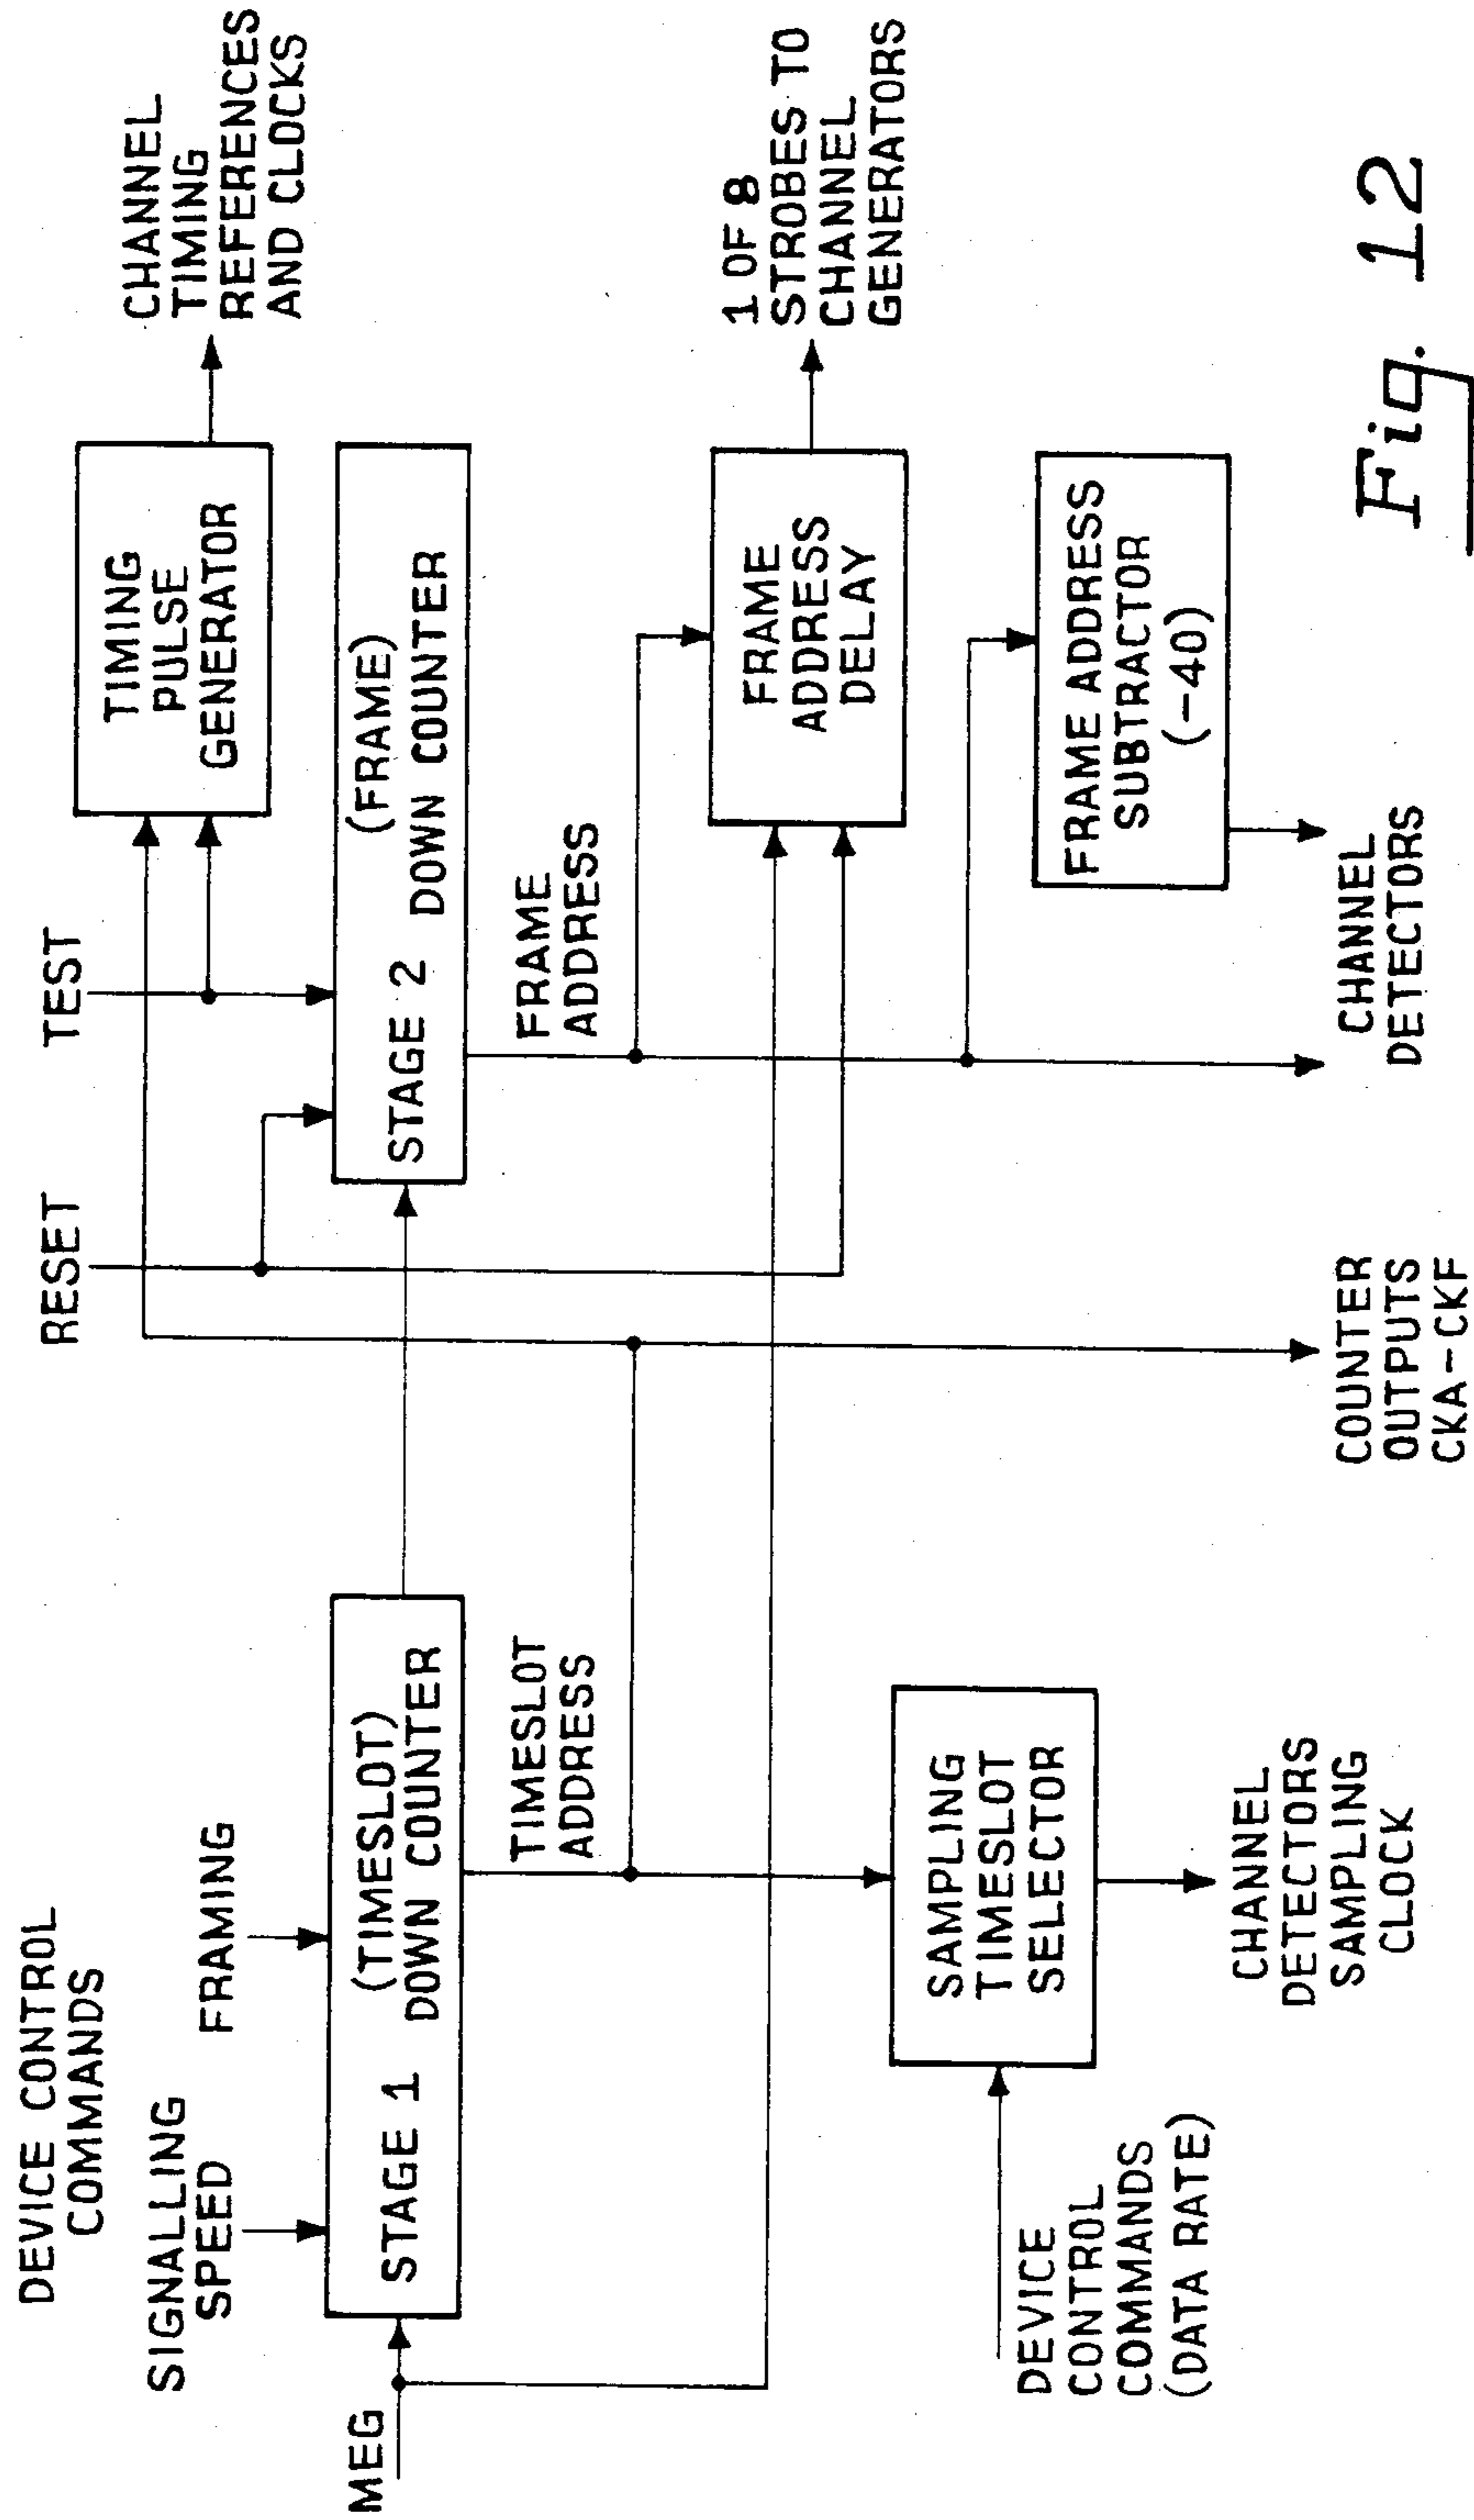 DEVICE CONTROL
COMMANDS
SIGNALLING
SPEED
FRAMING
RESET
TEST
CHANNEL
TIMING
REFERENCES
AND CLOCKS
TIMING
PULSE
GENERATOR
MEG
STAGE 1
(TIMESLOT)
DOWN COUNTER
STAGE 2
(FRAME)
DOWN COUNTER
TIMESLOT
ADDRESS
FRAME
ADDRESS
FRAME
ADDRESS
DELAY
1 OF 8
STROBES TO
CHANNEL
GENERATORS
DEVICE
CONTROL
COMMANDS
(DATA RATE)
SAMPLING
TIMESLOT
SELECTOR
FRAME ADDRESS
SUBTRACTOR
(-40)
CHANNEL
DETECTORS
SAMPLING
CLOCK
COUNTER
OUTPUTS
CKA-CKF
CHANNEL
DETECTORS
Fig. 12